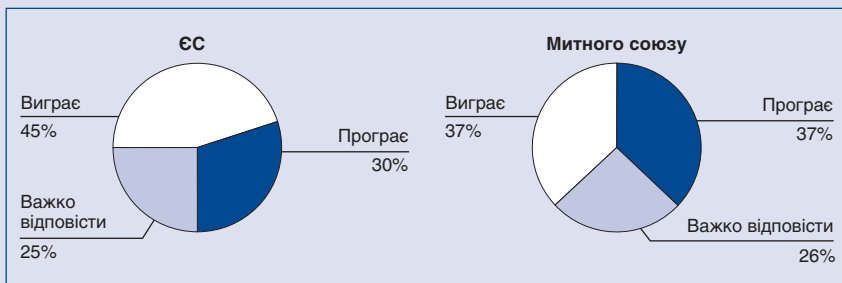 ЄС
Виграє
45%
Програє
30%
Важко
відповісти
25%
Митного союзу
Виграє
37%
Програє
37%
Важко відповісти
26%